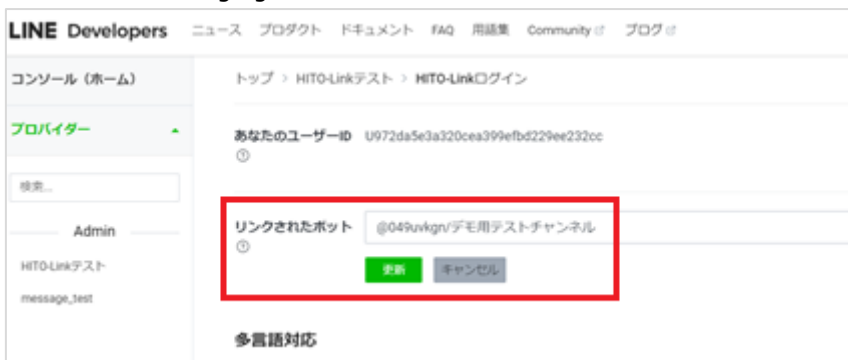 LINE Developers ニュース プロダクト ドキュメント FAQ 用語集 Community ブログ
コンソール（ホーム）
トップ > HITO-Linkテスト > HITO-Linkログイン
プロバイダー
あなたのユーザーID U972da5e3a320cea399efbd229ee232cc
検索...
Admin
リンクされたボット @049uvkgn/デモ用テストチャンネル
HITO-Linkテスト
更新 キャンセル
message_test
多言語対応